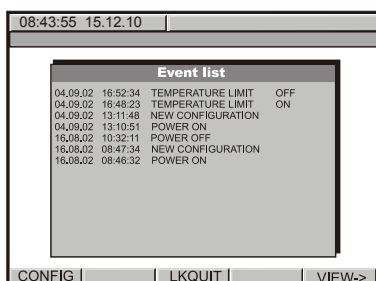 08:43:55 15.12.10
Event list
04.09.02 16:52:34 TEMPERATURE LIMIT OFF
04.09.02 16:48:23 TEMPERATURE LIMIT ON
04.09.02 13:11:48 NEW CONFIGURATION
04.09.02 13:10:51 POWER ON
16.08.02 10:32:11 POWER OFF
16.08.02 08:47:34 NEW CONFIGURATION
16.08.02 08:46:32 POWER ON
CONFIG LKQUIT VIEW->